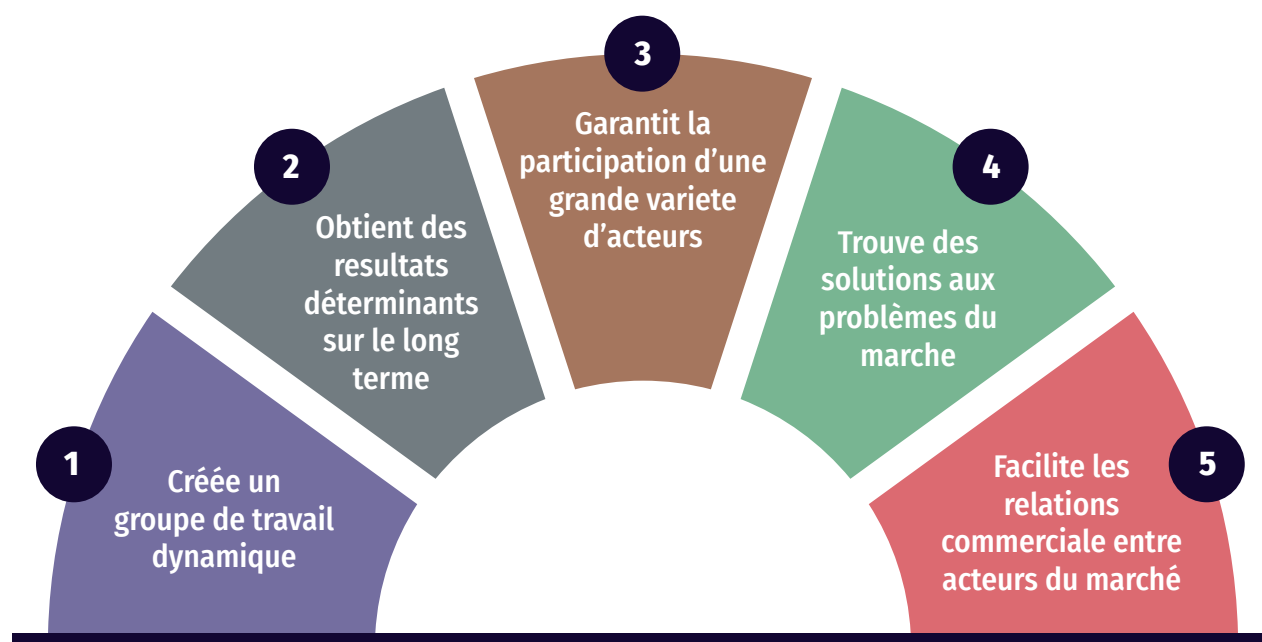 1
Créée un
groupe de travail
dynamique
2
Obtient des
resultats
déterminants
sur le long
terme
3
Garantit la
participation d’une
grande variete
d’acteurs
4
Trouve des
solutions aux
problèmes du
marche
5
Facilite les
relations
commerciale entre
acteurs du marché